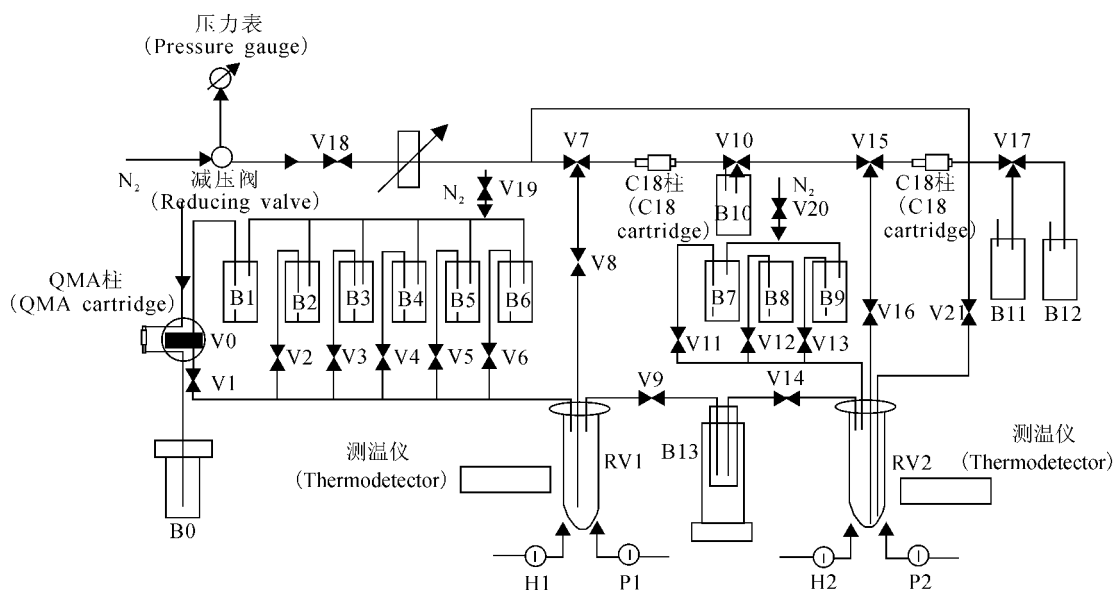 压力表
(Pressure gauge)
V18
V7
V10
V15
V17
N2
减压阀
(Reducing valve)
N2
V19
C18柱
(C18
cartridge)
B10
N2
V20
C18柱
(C18
cartridge)
QMA柱
(QMA cartridge)
B1
B2
B3
B4
B5
B6
V8
B7
B8
B9
V16
V21
B11
B12
V0
V1
V2
V3
V4
V5
V6
V11
V12
V13
V9
V14
测温仪
(Thermodetector)
RV1
B13
RV2
测温仪
(Thermodetector)
B0
H1
P1
H2
P2